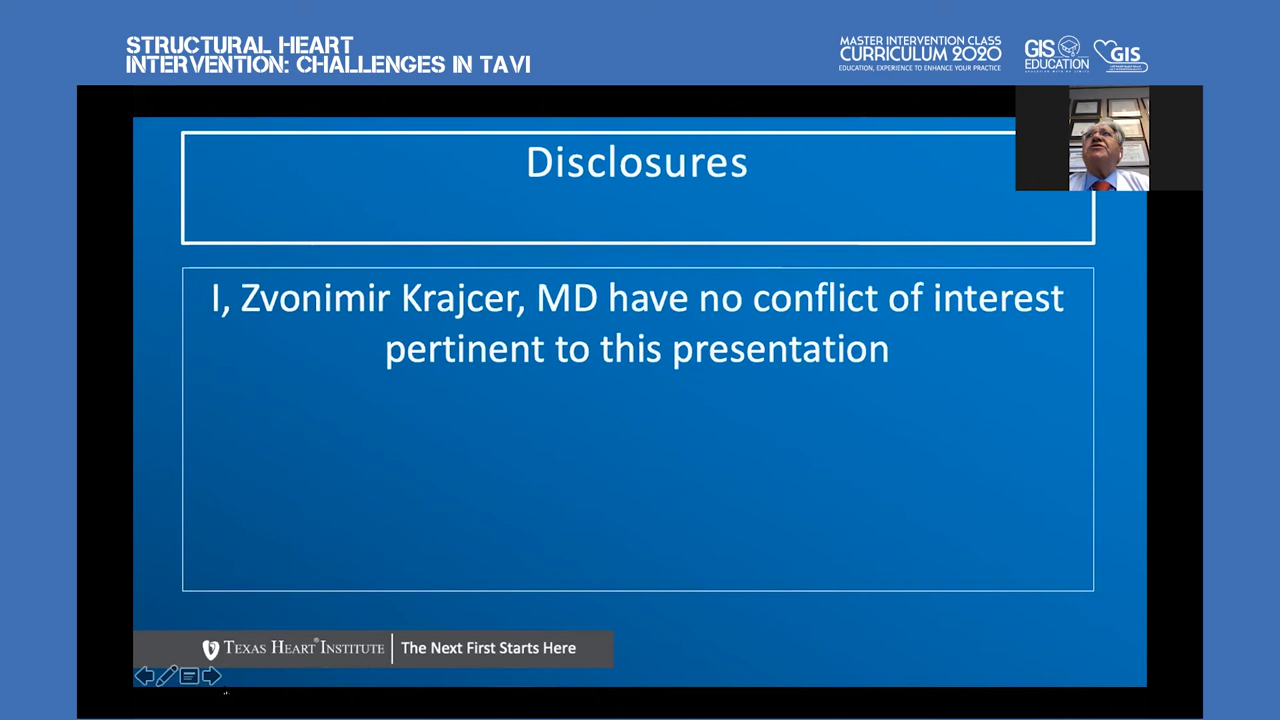 STRUCTURAL HEART
INTERVENTION: CHALLENGES IN TAVI
MASTER INTERVENTION CLASS
CURRICULUM 2020
EDUCATION, EXPERIENCE TO ENHANCE YOUR PRACTICE
GIS
EDUCATION
GIS
Disclosures
I, Zvonimir Krajcer, MD have no conflict of interest
pertinent to this presentation
TEXAS HEART® INSTITUTE
The Next First Starts Here